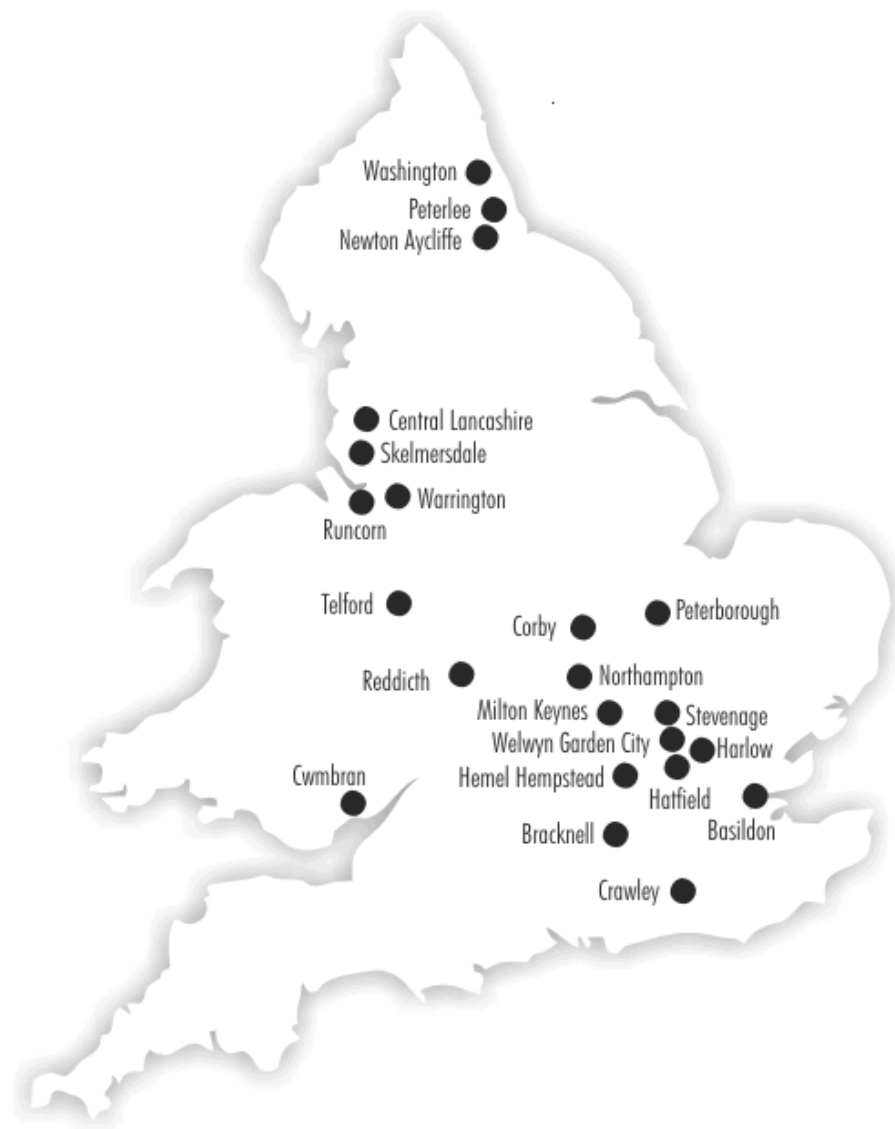 Washington
Peterlee
Newton Aycliffe
Central Lancashire
Skelmersdale
Warrington
Runcorn
Telford
Peterborough
Corby
Reddicth
Northampton
Milton Keynes
Stevenage
Welwyn Garden City
Harlow
Hemel Hempstead
Cwmbran
Hatfield
Basildon
Bracknell
Crawley